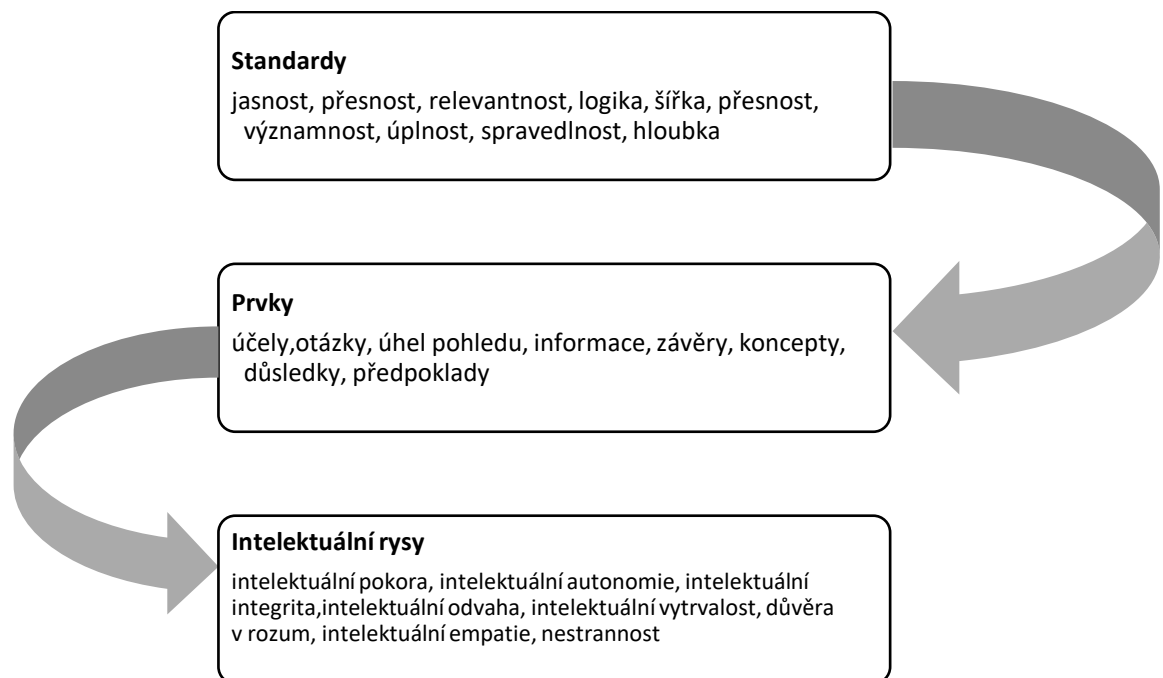 Standardy
jasnost, přesnost, relevantnost, logika, šířka, přesnost,
významnost, úplnost, spravedlnost, hloubka
Prvky
účely,otázky, úhel pohledu, informace, závěry, koncepty,
důsledky, předpoklady
Intelektuální rysy
intelektuální pokora, intelektuální autonomie, intelektuální
integrita,intelektuální odvaha, intelektuální vytrvalost, důvěra
v rozum, intelektuální empatie, nestrannost